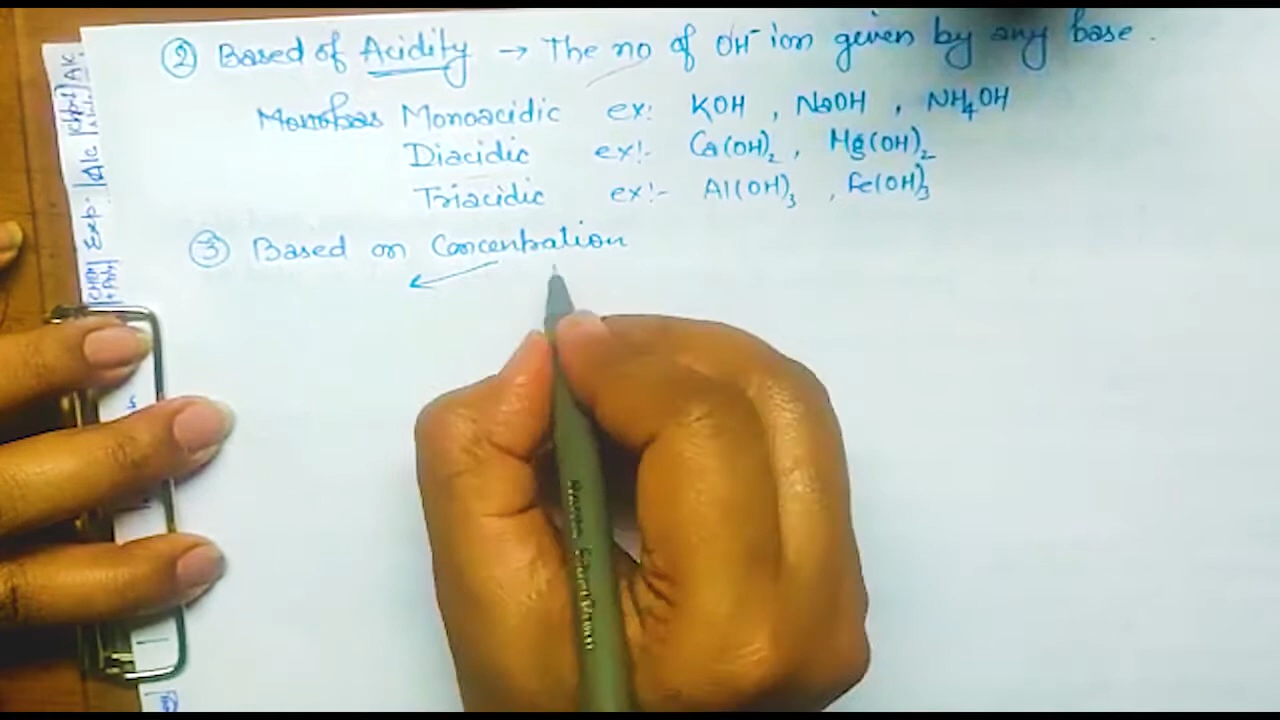 ② Based of Acidity → The no of OH⁻ ion given by any base.
Monobas Monoacidic ex: KOH, NaOH, NH₄OH
Diacidic ex:- Ca(OH)₂, Mg(OH)₂
Triacidic ex:- Al(OH)₃, Fe(OH)₃
③ Based on Concentration
Exp.